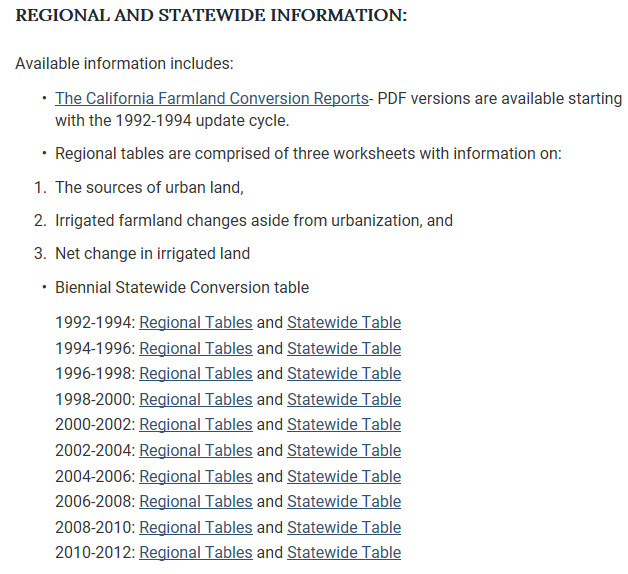 REGIONAL AND STATEWIDE INFORMATION:
Available information includes:
• The California Farmland Conversion Reports- PDF versions are available starting
with the 1992-1994 update cycle.
• Regional tables are comprised of three worksheets with information on:
1. The sources of urban land,
2. Irrigated farmland changes aside from urbanization, and
3. Net change in irrigated land
• Biennial Statewide Conversion table
1992-1994: Regional Tables and Statewide Table
1994-1996: Regional Tables and Statewide Table
1996-1998: Regional Tables and Statewide Table
1998-2000: Regional Tables and Statewide Table
2000-2002: Regional Tables and Statewide Table
2002-2004: Regional Tables and Statewide Table
2004-2006: Regional Tables and Statewide Table
2006-2008: Regional Tables and Statewide Table
2008-2010: Regional Tables and Statewide Table
2010-2012: Regional Tables and Statewide Table